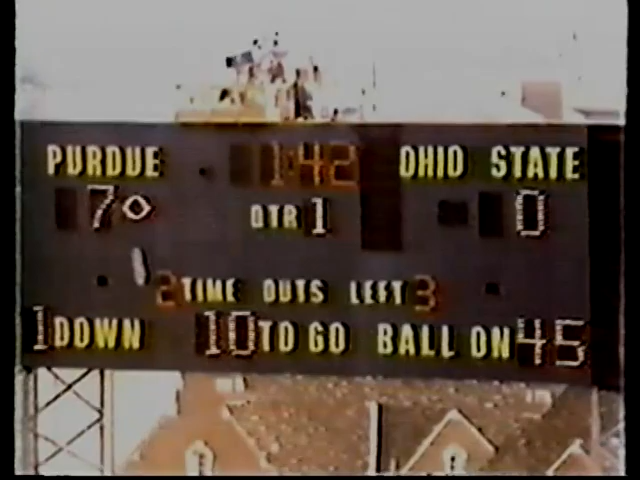 PURDUE 1:42 OHIO STATE
7 QTR 1 0
2 TIME OUTS LEFT 3
1 DOWN 10 TO GO BALL ON 45